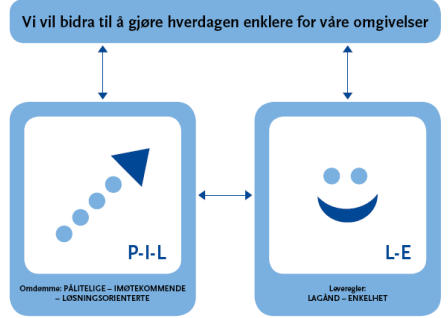 Vi vil bidra til å gjøre hverdagen enklere for våre omgivelser
P-I-L
Omdømme: PÅLITELIGE – IMØTEKOMMENDE
– LØSNINGSORIENTERTE
L-E
Leveregler:
LAGÅND – ENKELHET